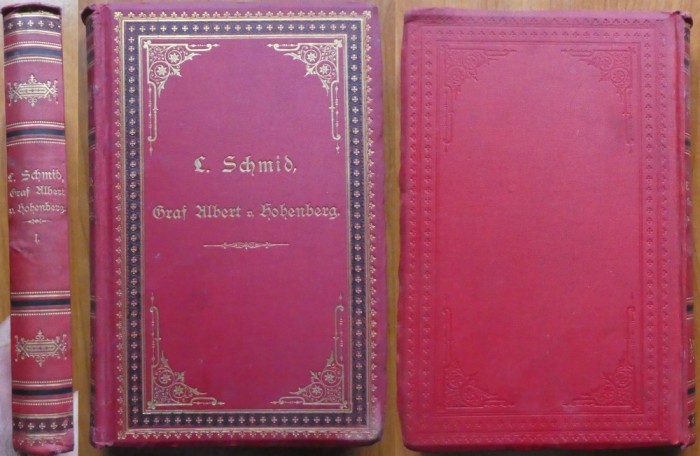 L. Schmid,
Graf Albert
v. Hohenberg.
I.
L. Schmid,
Graf Albert v. Hohenberg.